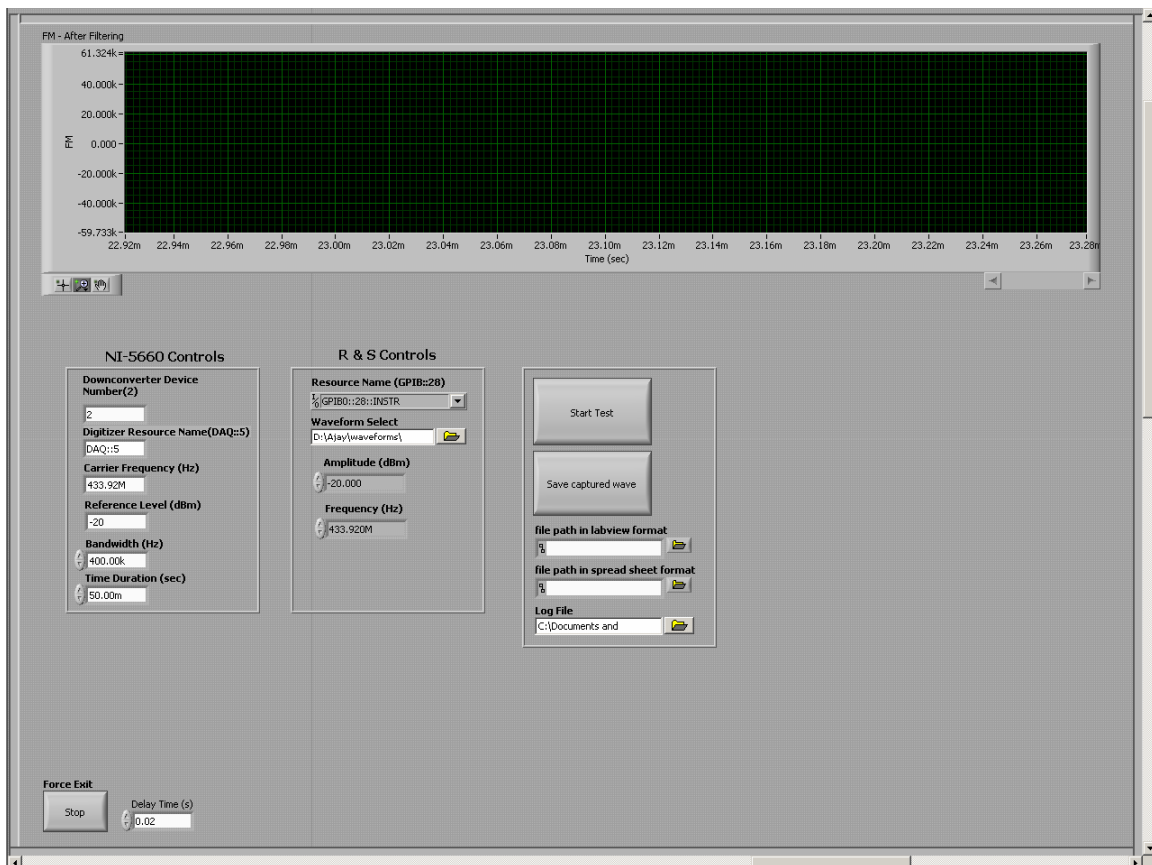 FM - After Filtering
61.324k
40.000k
20.000k
FM
0.000
-20.000k
-40.000k
-59.733k
22.92m 22.94m 22.96m 22.98m 23.00m 23.02m 23.04m 23.06m 23.08m 23.10m 23.12m 23.14m 23.16m 23.18m 23.20m 23.22m 23.24m 23.26m 23.28m
Time (sec)
NI-5660 Controls
Downconverter Device
Number(2)
2
Digitizer Resource Name(DAQ::5)
DAQ::5
Carrier Frequency (Hz)
433.92M
Reference Level (dBm)
-20
Bandwidth (Hz)
400.00k
Time Duration (sec)
50.00m
R & S Controls
Resource Name (GPIB::28)
GPIB0::28::INSTR
Waveform Select
D:\Ajay\waveforms\
Amplitude (dBm)
-20.000
Frequency (Hz)
433.920M
Start Test
Save captured wave
file path in labview format
file path in spread sheet format
Log File
C:\Documents and
Force Exit
Stop
Delay Time (s)
0.02